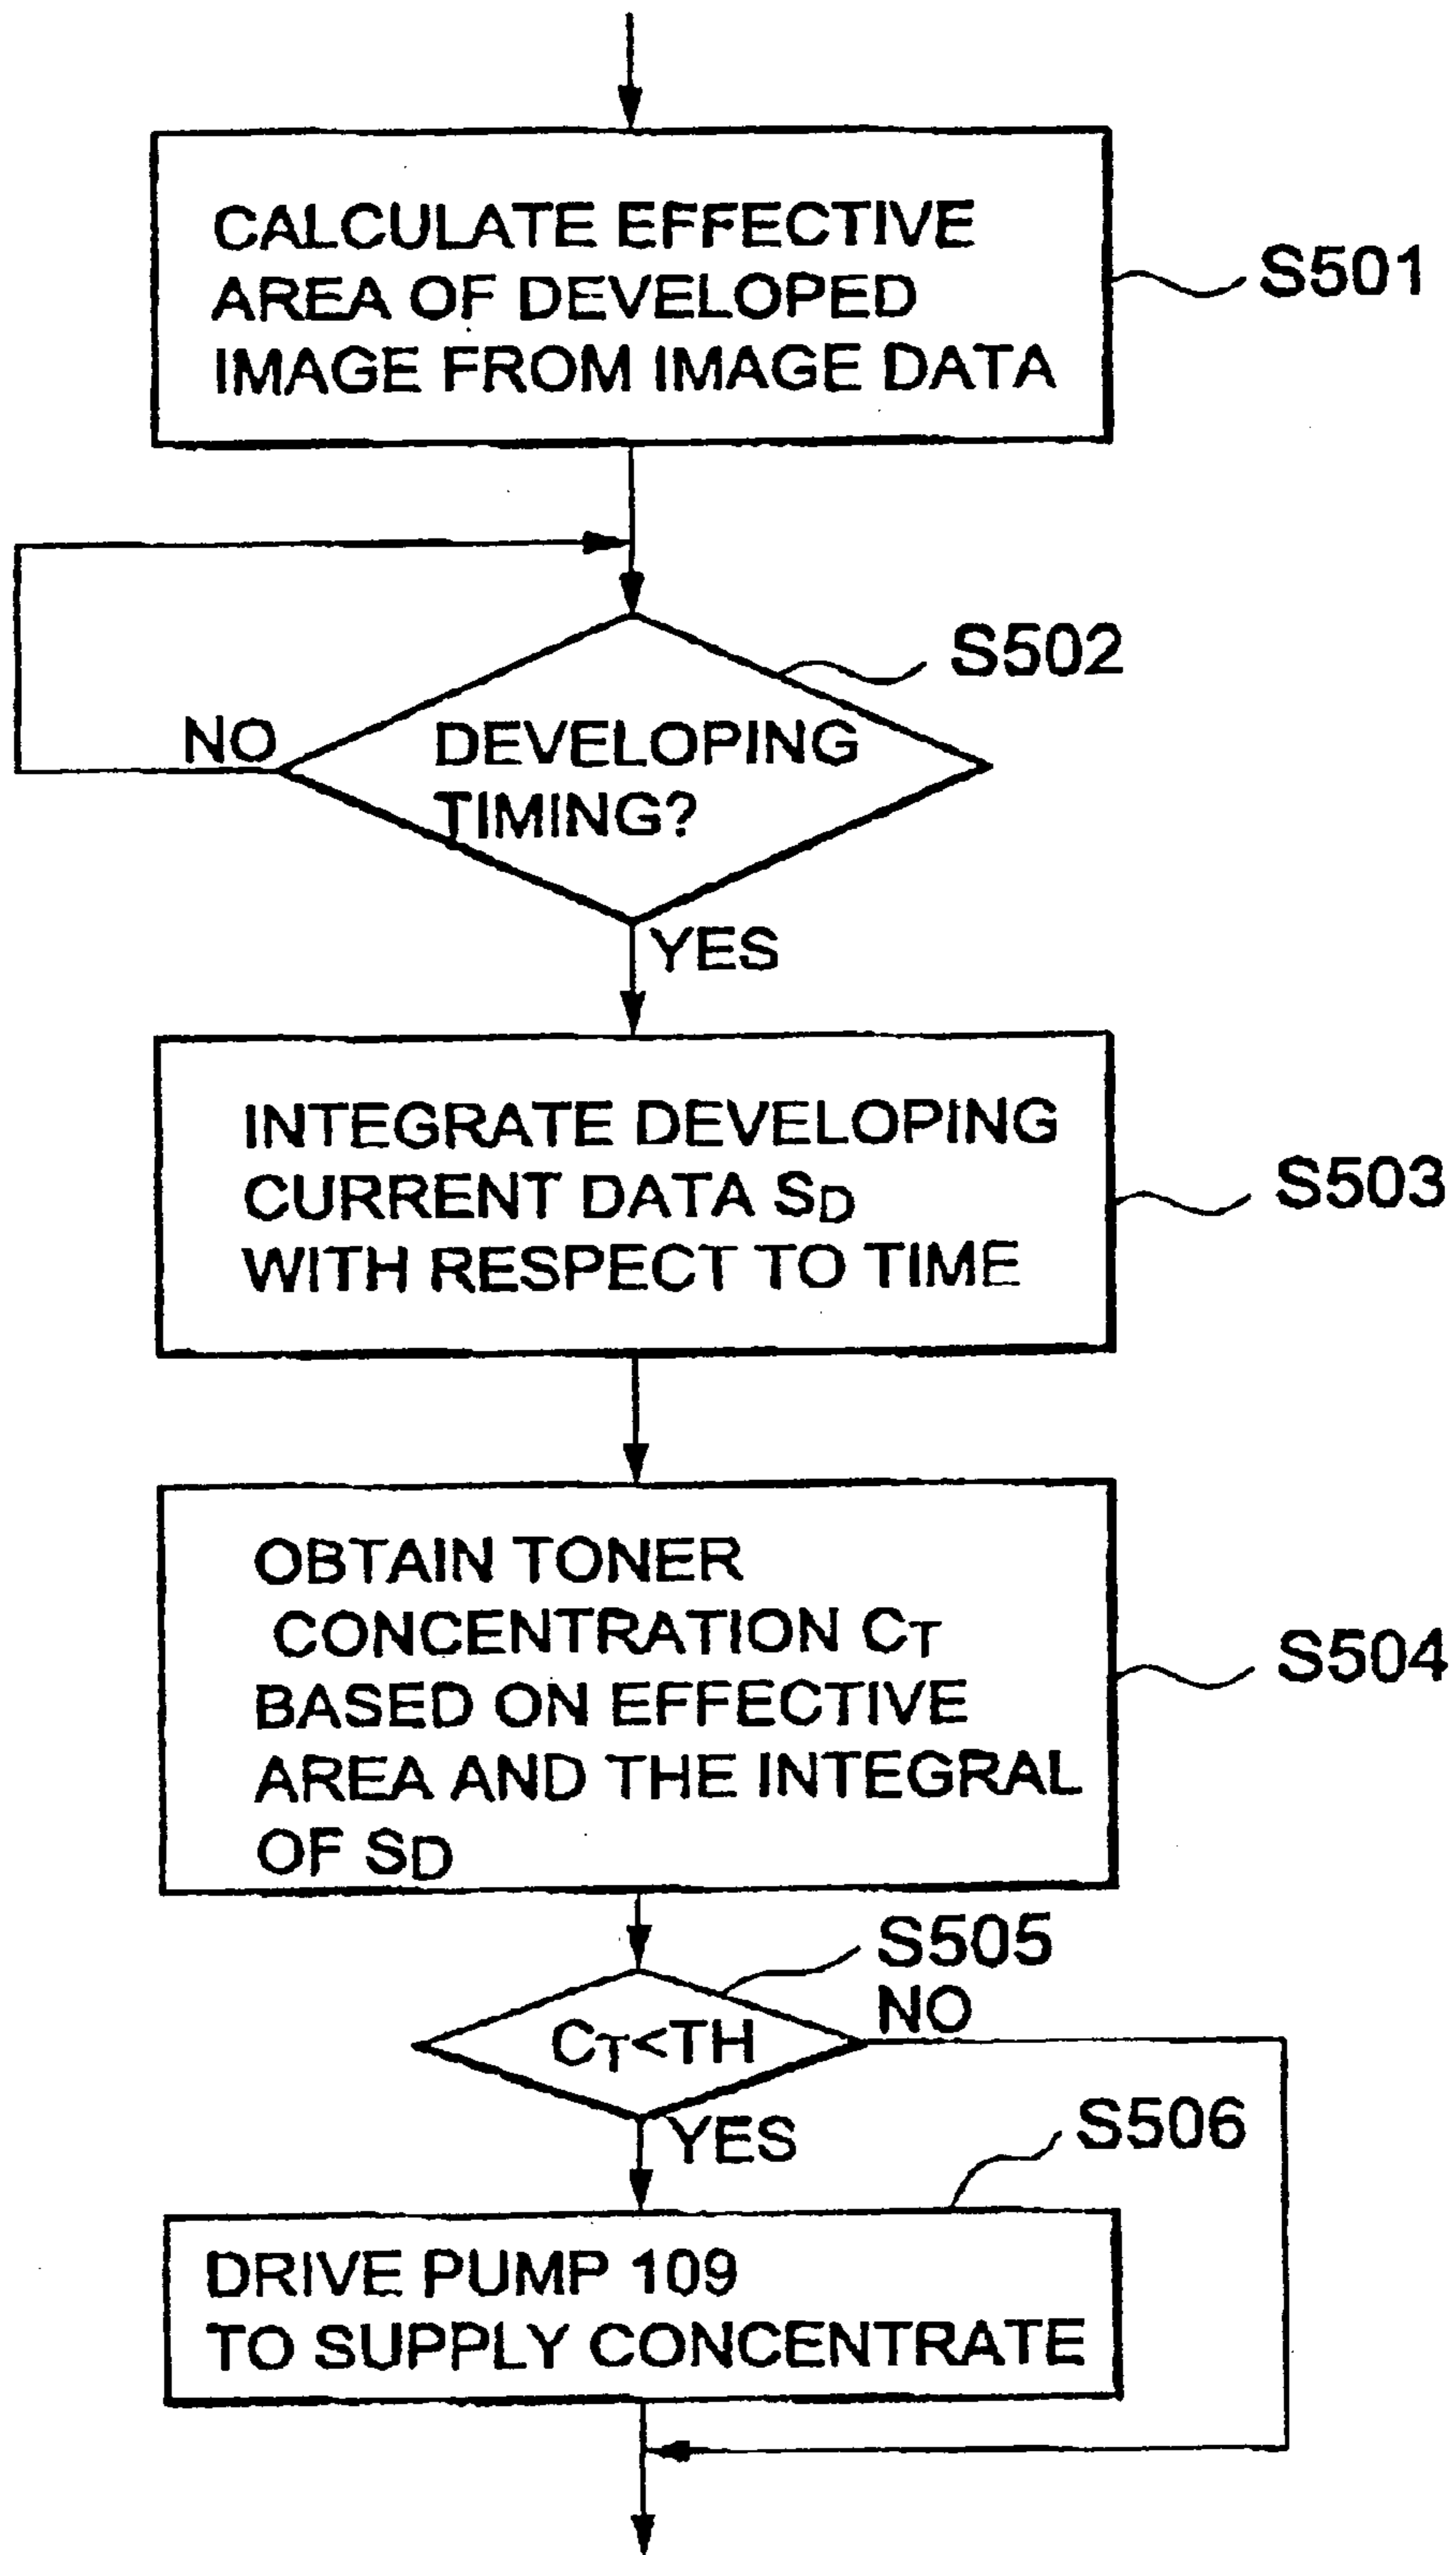 CALCULATE EFFECTIVE
AREA OF DEVELOPED
IMAGE FROM IMAGE DATA
S501
S502
NO
DEVELOPING
TIMING?
YES
INTEGRATE DEVELOPING
CURRENT DATA SD
WITH RESPECT TO TIME
S503
OBTAIN TONER
CONCENTRATION CT
BASED ON EFFECTIVE
AREA AND THE INTEGRAL
OF SD
S504
S505
NO
CT<TH
YES
S506
DRIVE PUMP 109
TO SUPPLY CONCENTRATE